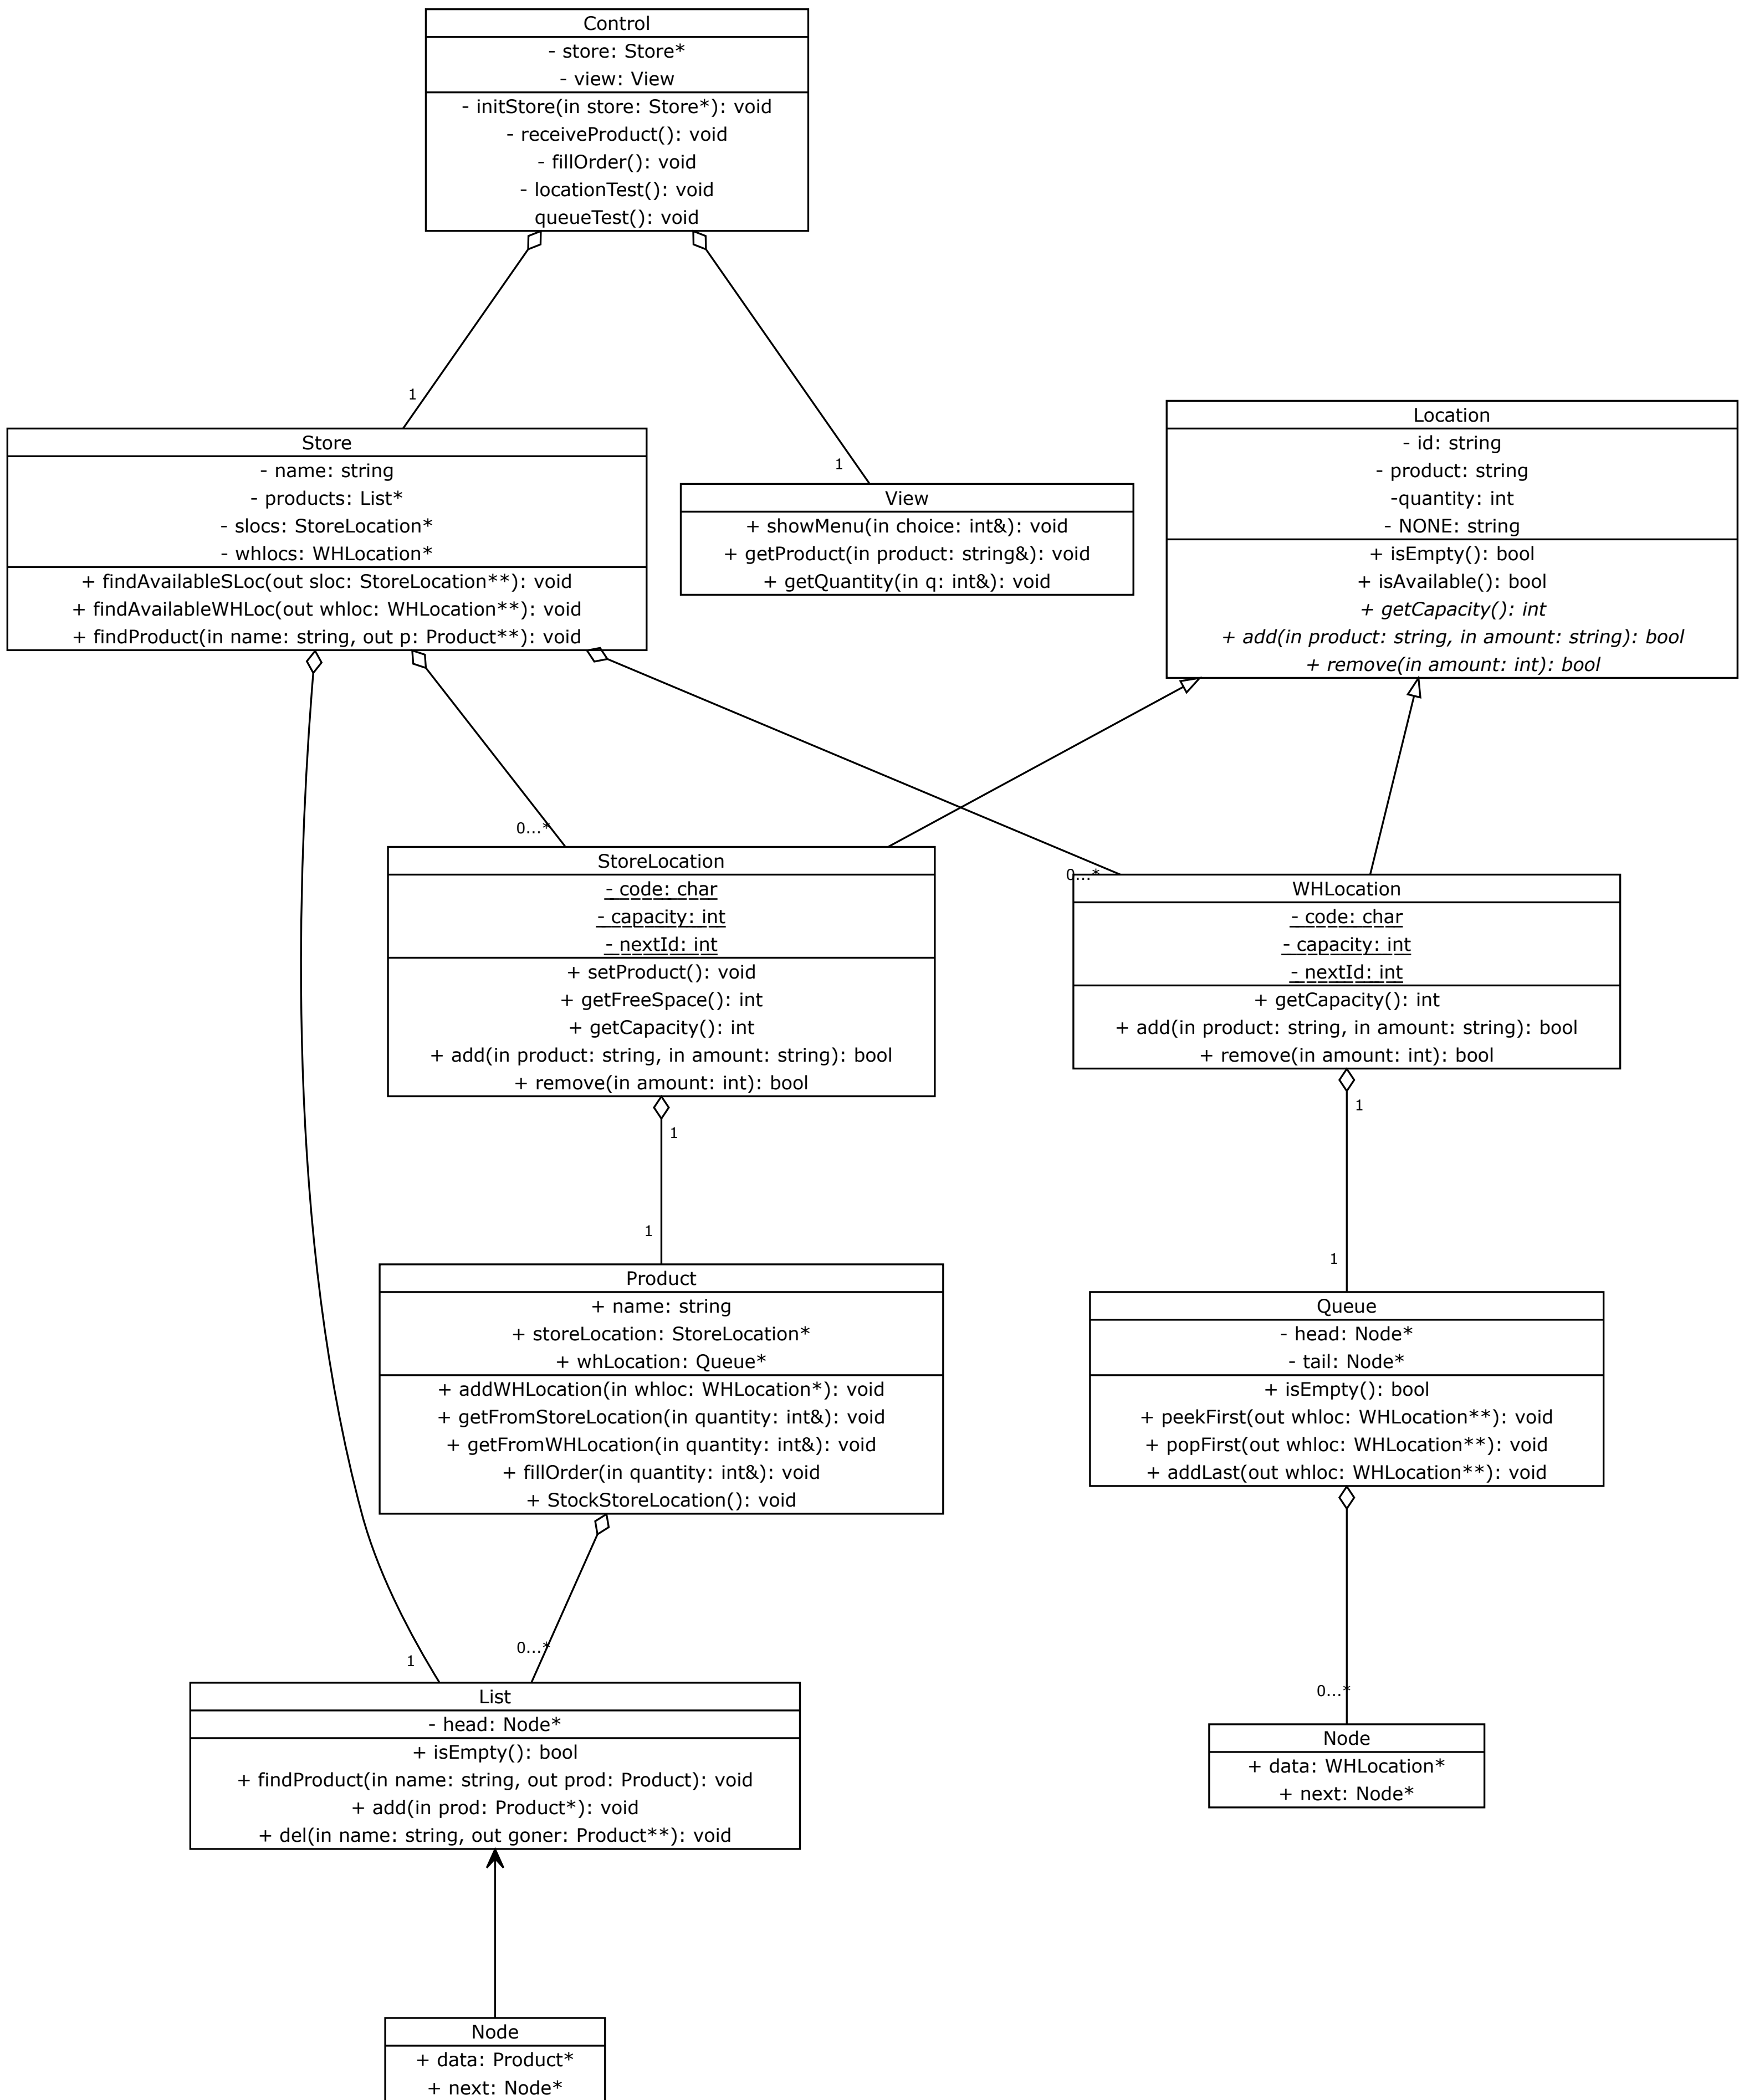 Control
- store: Store*
- view: View
- initStore(in store: Store*): void
- receiveProduct(): void
- fillOrder(): void
- locationTest(): void
queueTest(): void
1
1
Store
- name: string
- products: List*
- slocs: StoreLocation*
- whlocs: WHLocation*
+ findAvailableSLoc(out sloc: StoreLocation**): void
+ findAvailableWHLoc(out whloc: WHLocation**): void
+ findProduct(in name: string, out p: Product**): void
View
+ showMenu(in choice: int&): void
+ getProduct(in product: string&): void
+ getQuantity(in q: int&): void
Location
- id: string
- product: string
-quantity: int
- NONE: string
+ isEmpty(): bool
+ isAvailable(): bool
+ getCapacity(): int
+ add(in product: string, in amount: string): bool
+ remove(in amount: int): bool
0...*
0...*
StoreLocation
- code: char
- capacity: int
- nextId: int
+ setProduct(): void
+ getFreeSpace(): int
+ getCapacity(): int
+ add(in product: string, in amount: string): bool
+ remove(in amount: int): bool
WHLocation
- code: char
- capacity: int
- nextId: int
+ getCapacity(): int
+ add(in product: string, in amount: string): bool
+ remove(in amount: int): bool
1
1
1
1
Product
+ name: string
+ storeLocation: StoreLocation*
+ whLocation: Queue*
+ addWHLocation(in whloc: WHLocation*): void
+ getFromStoreLocation(in quantity: int&): void
+ getFromWHLocation(in quantity: int&): void
+ fillOrder(in quantity: int&): void
+ StockStoreLocation(): void
Queue
- head: Node*
- tail: Node*
+ isEmpty(): bool
+ peekFirst(out whloc: WHLocation**): void
+ popFirst(out whloc: WHLocation**): void
+ addLast(out whloc: WHLocation**): void
1
0...*
0...*
List
- head: Node*
+ isEmpty(): bool
+ findProduct(in name: string, out prod: Product): void
+ add(in prod: Product*): void
+ del(in name: string, out goner: Product**): void
Node
+ data: WHLocation*
+ next: Node*
Node
+ data: Product*
+ next: Node*